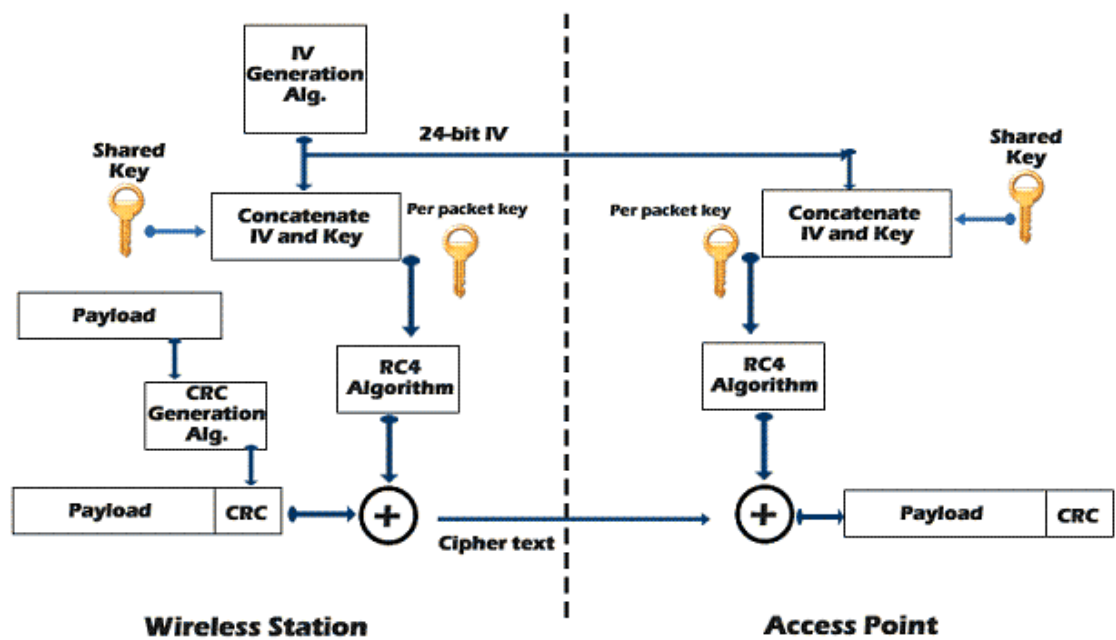 IV
Generation
Alg.
24-bit IV
Shared
Key
Shared
Key
Concatenate
IV and Key
Per packet key
Per packet key
Concatenate
IV and Key
Payload
RC4
Algorithm
RC4
Algorithm
CRC
Generation
Alg.
Payload
CRC
Cipher text
Payload
CRC
Wireless Station
Access Point